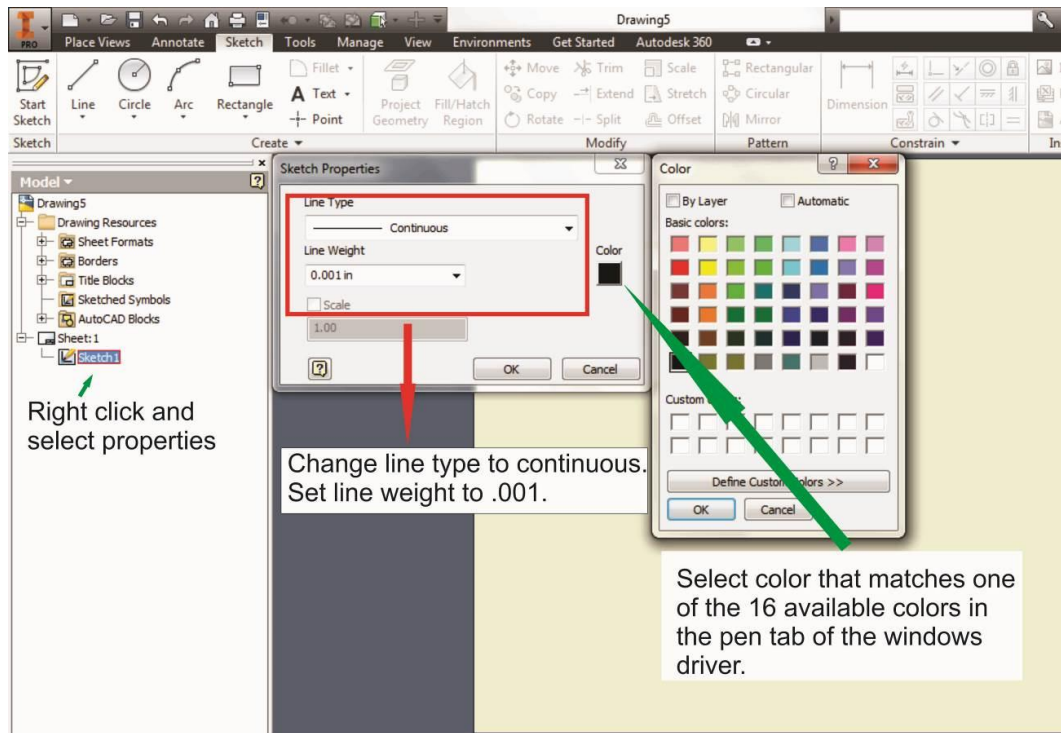 Drawing5
PRO
Place Views Annotate Sketch Tools Manage View Environments Get Started Autodesk 360
Start Sketch
Line
Circle
Arc
Rectangle
Fillet
Text
Point
Project Geometry
Fill/Hatch Region
Move Trim Scale
Copy Extend Stretch
Rotate Split Offset
Rectangular
Circular
Mirror
Dimension
Sketch Create Modify Pattern Constrain In
Model
Drawing5
Drawing Resources
Sheet Formats
Borders
Title Blocks
Sketched Symbols
AutoCAD Blocks
Sheet:1
Sketch1
Right click and
select properties
Sketch Properties
Line Type
Continuous
Line Weight
0.001 in
Color
Scale
1.00
OK Cancel
Change line type to continuous.
Set line weight to .001.
Color
By Layer Automatic
Basic colors:
Custom
Define Custom Colors >>
OK Cancel
Select color that matches one
of the 16 available colors in
the pen tab of the windows
driver.